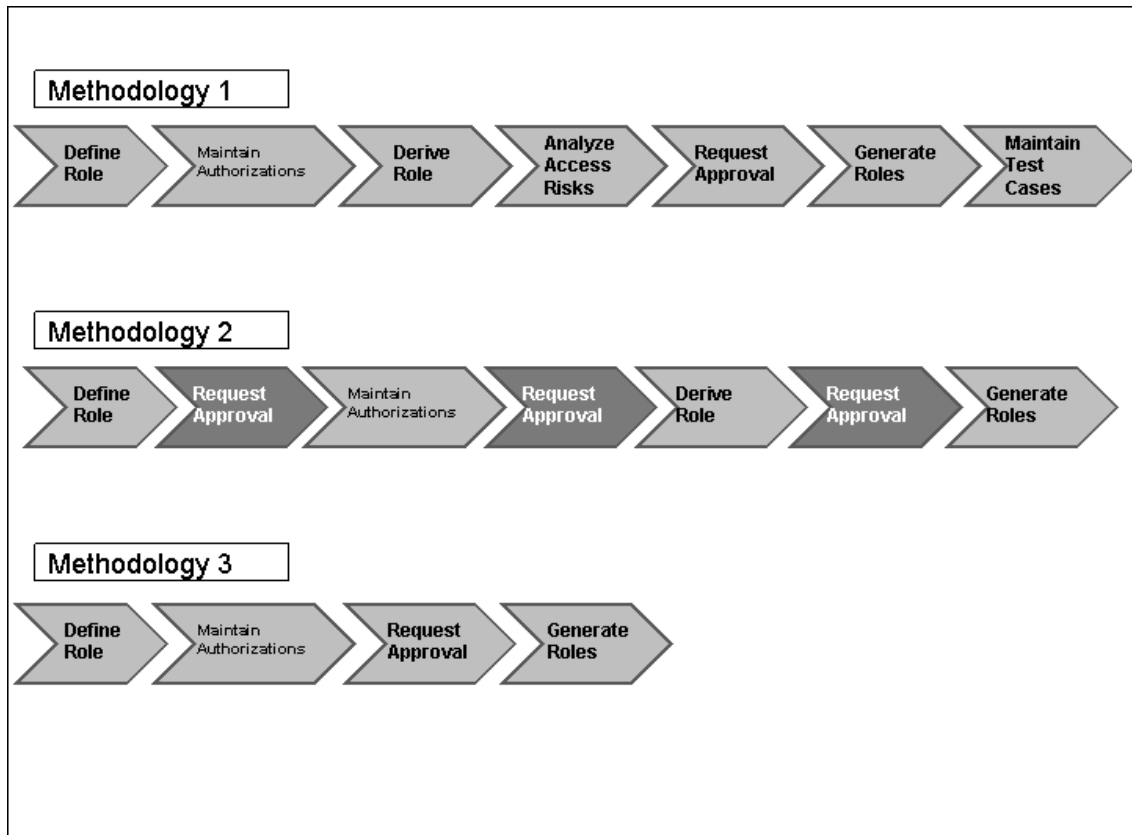 Methodology 1
Define
Role
Maintain
Authorizations
Derive
Role
Analyze
Access
Risks
Request
Approval
Generate
Roles
Maintain
Test
Cases
Methodology 2
Define
Role
Request
Approval
Maintain
Authorizations
Request
Approval
Derive
Role
Request
Approval
Generate
Roles
Methodology 3
Define
Role
Maintain
Authorizations
Request
Approval
Generate
Roles